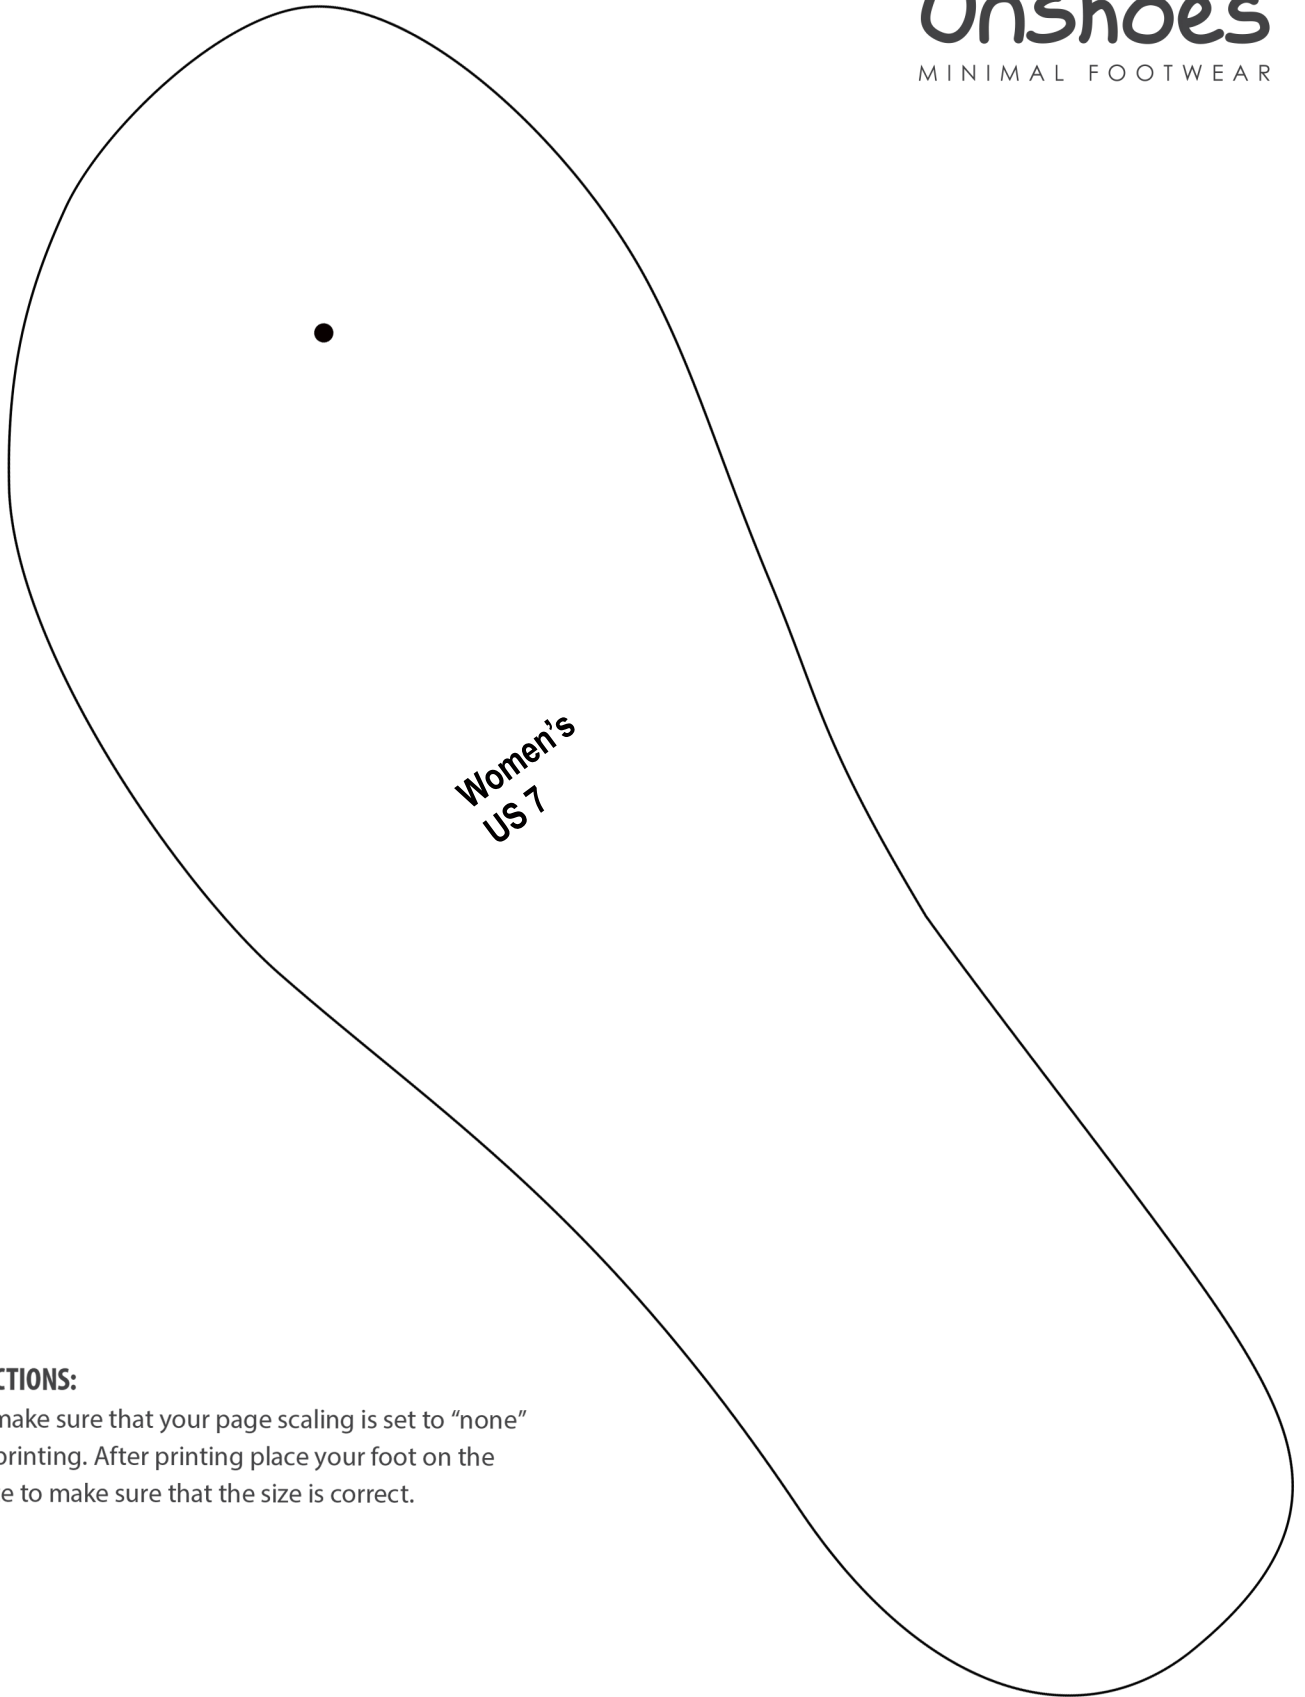 Unshoes
MINIMAL FOOTWEAR
Women’s
US 7
CTIONS:
make sure that your page scaling is set to “none”
printing. After printing place your foot on the
e to make sure that the size is correct.